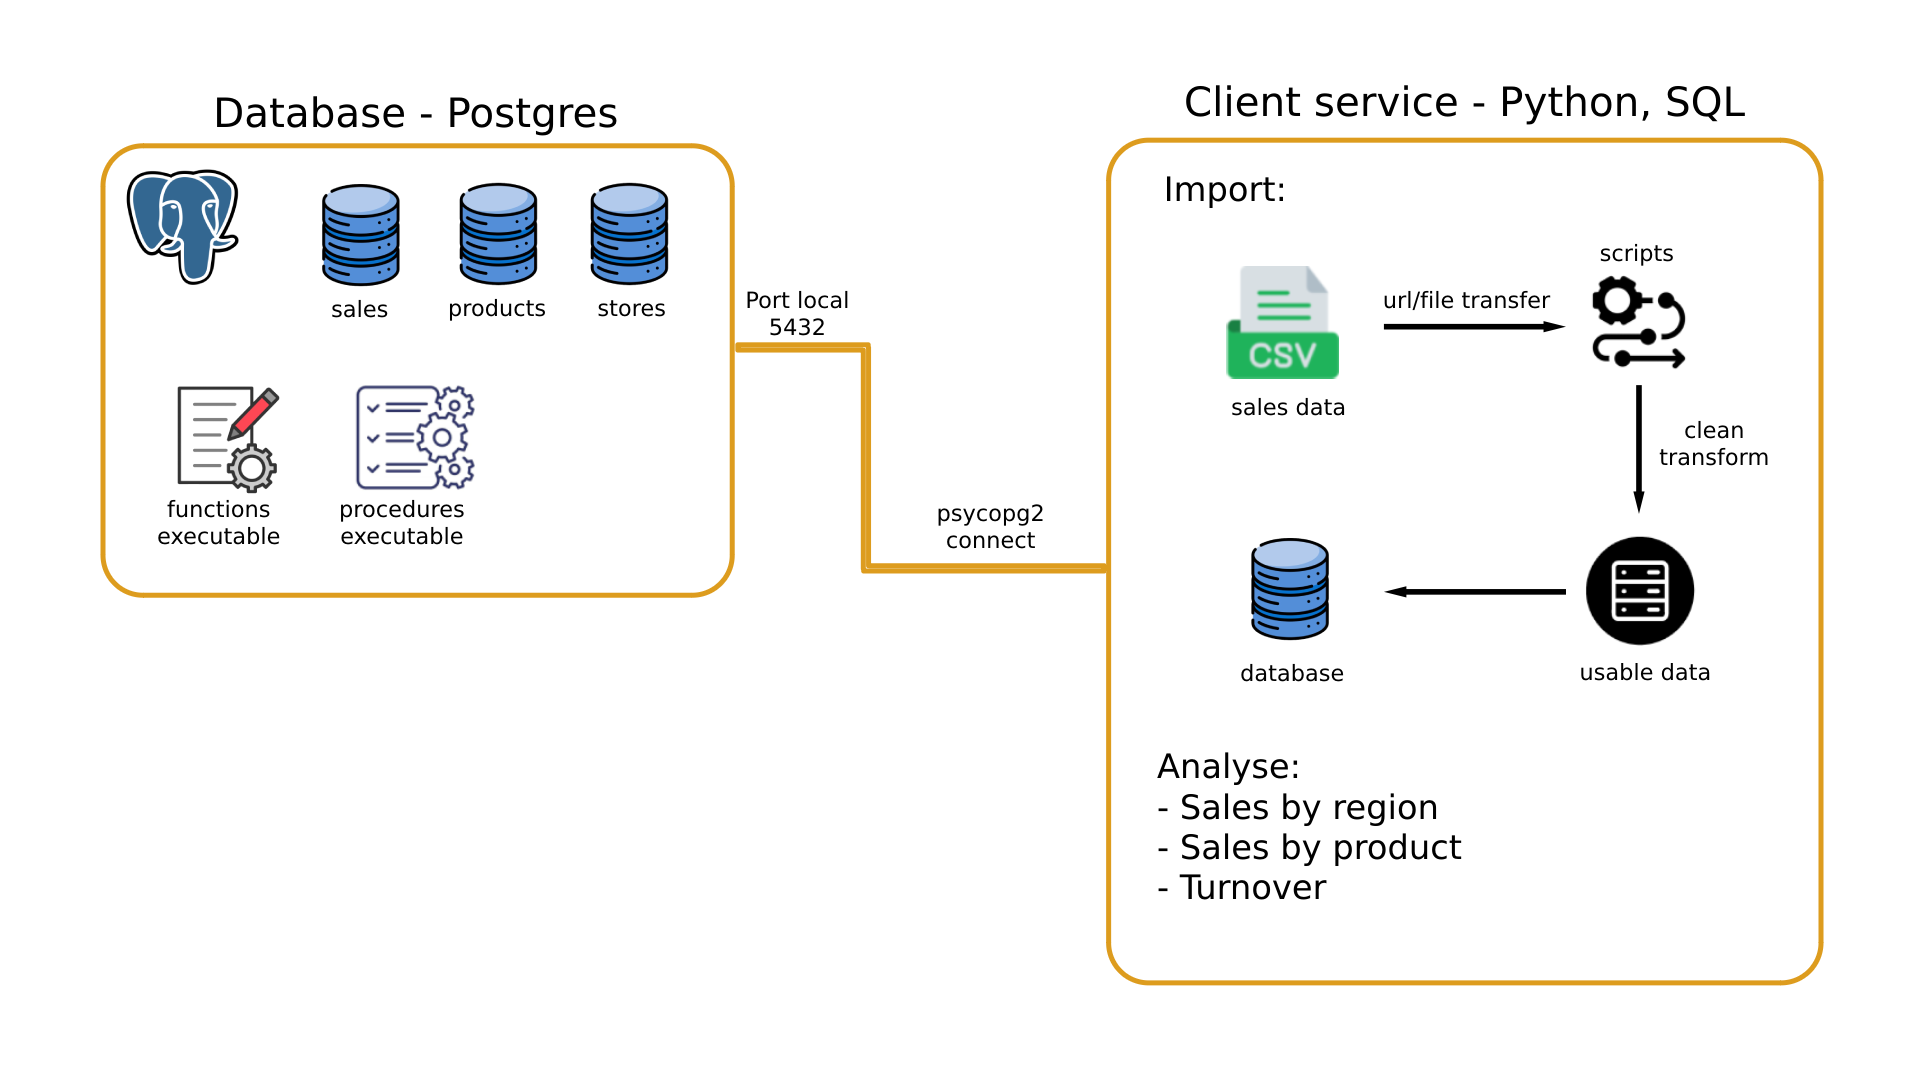 Database - Postgres
sales
products
stores
functions
executable
procedures
executable
Port local
5432
psycopg2
connect
Client service - Python, SQL
Import:
CSV
sales data
url/file transfer
scripts
clean
transform
usable data
database
Analyse:
- Sales by region
- Sales by product
- Turnover